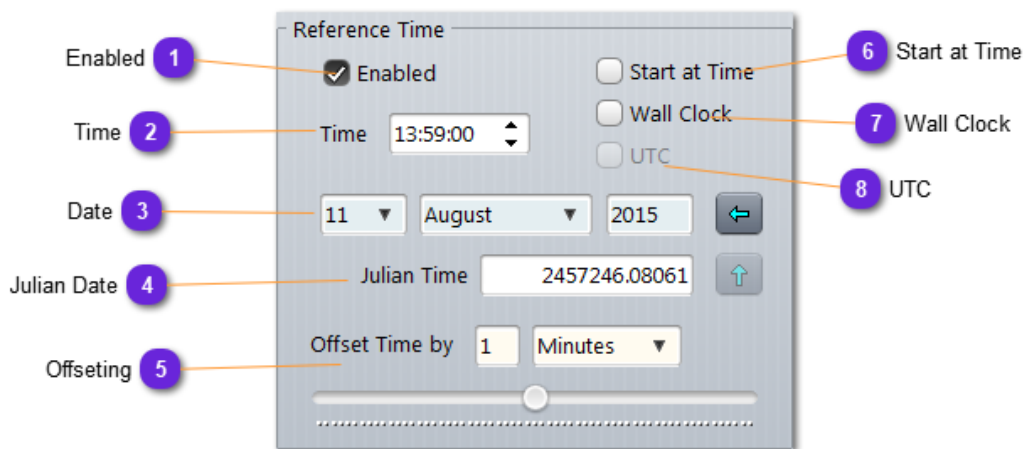 Reference Time
Enabled 1 Enabled Start at Time 6 Start at Time
Time 2 Time 13:59:00 Wall Clock 7 Wall Clock
UTC 8 UTC
Date 3 11 August 2015
Julian Date 4 Julian Time 2457246.08061
Offseting 5 Offset Time by 1 Minutes